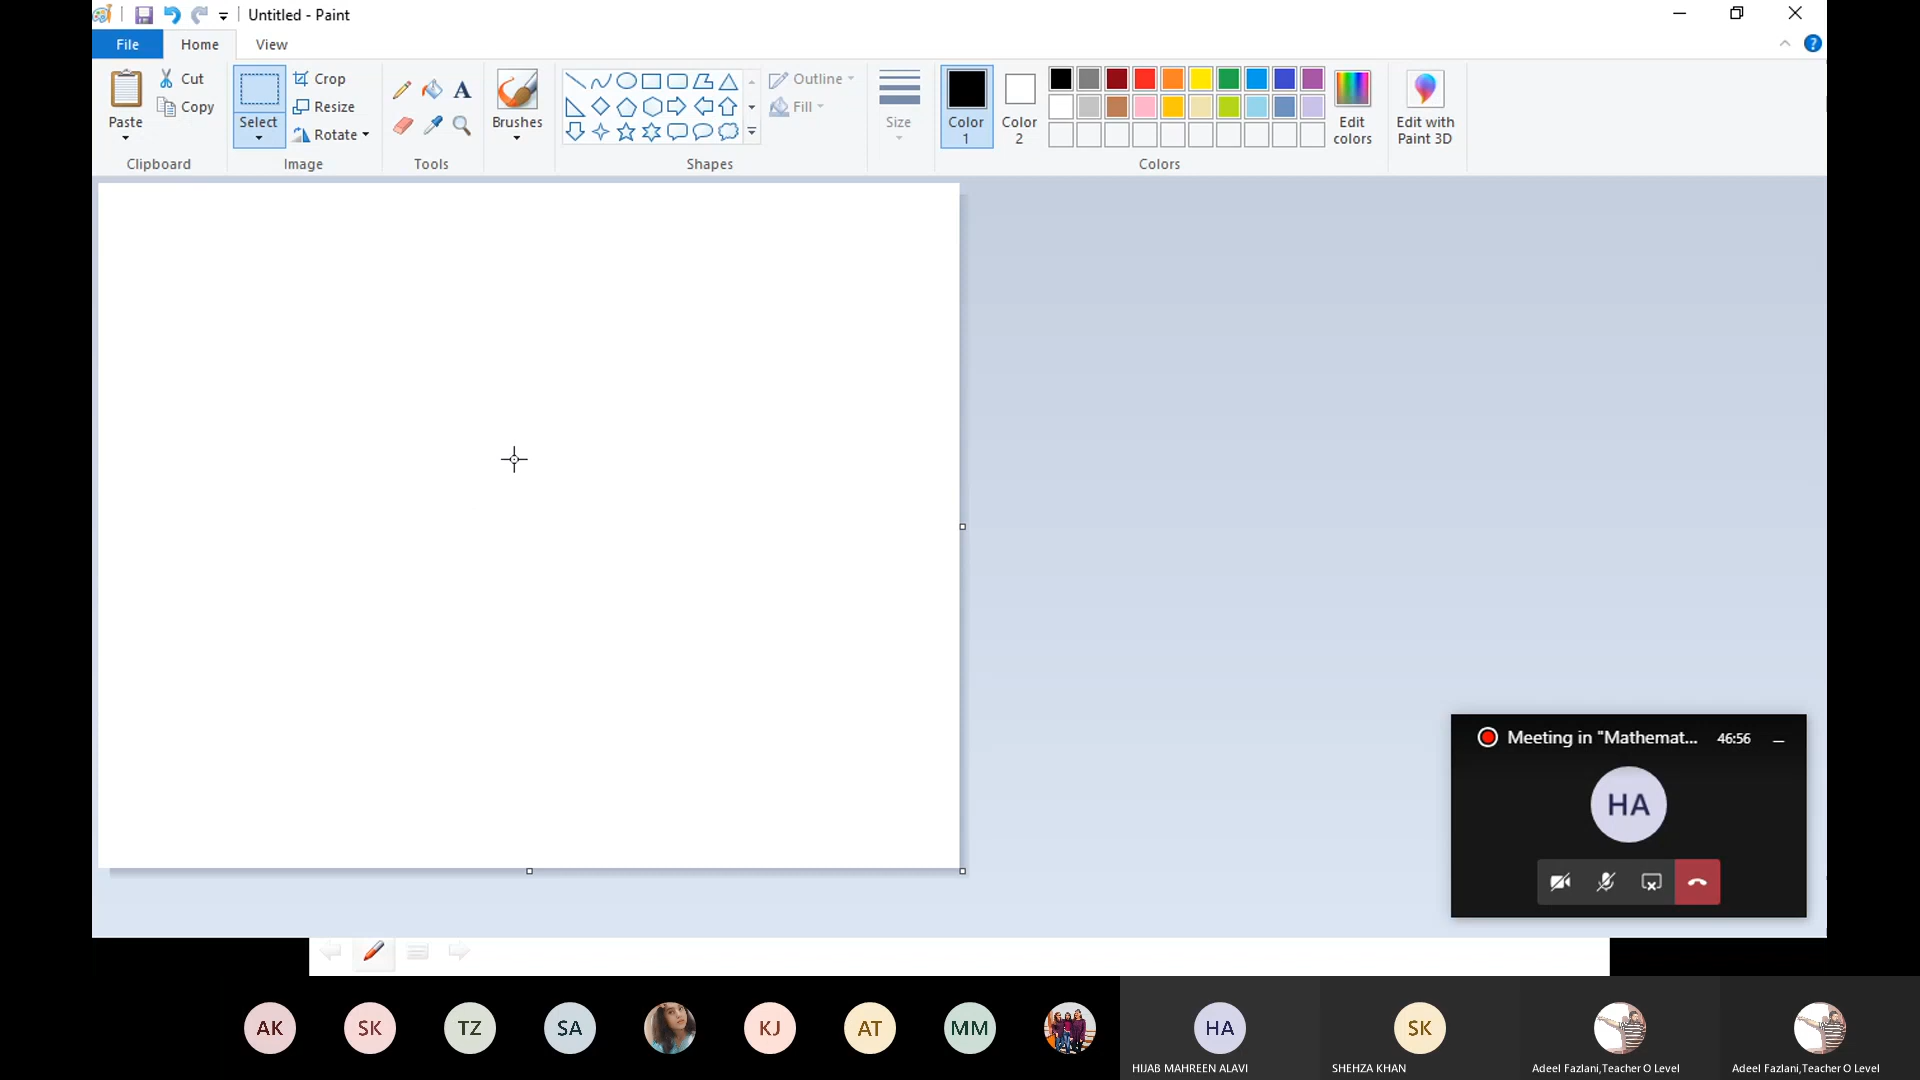 Untitled - Paint
File Home View
Paste
Cut
Copy
Clipboard
Select
Crop
Resize
Rotate
Image
A
Tools
Brushes
Outline
Fill
Shapes
Size
Color
1
Color
2
Edit
colors
Colors
Edit with
Paint 3D
?
Meeting in "Mathemat... 46:56
HA
AK SK TZ SA KJ AT MM HA SK
HIJAB MAHREEN ALAVI SHEHZA KHAN Adeel Fazlani,Teacher O Level Adeel Fazlani,Teacher O Level